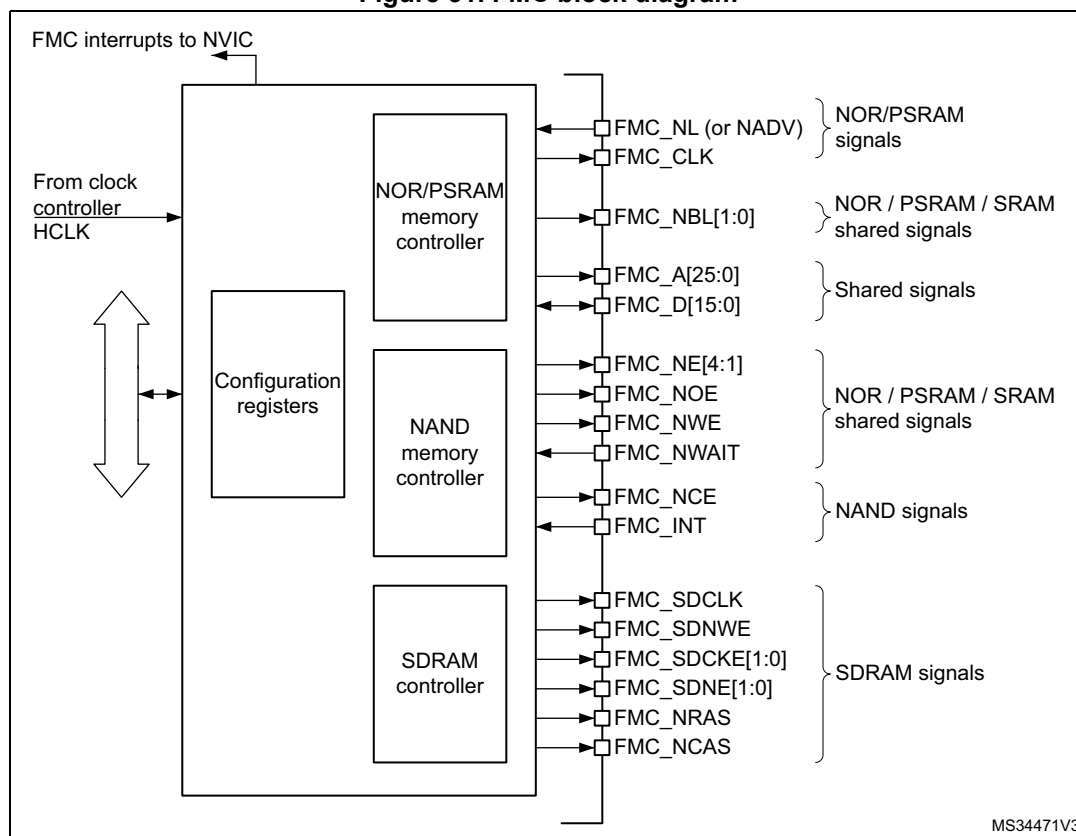 FMC interrupts to NVIC
From clock
controller
HCLK
Configuration
registers
NOR/PSRAM
memory
controller
NAND
memory
controller
SDRAM
controller
FMC_NL (or NADV)
FMC_CLK
NOR/PSRAM
signals
FMC_NBL[1:0]
NOR / PSRAM / SRAM
shared signals
FMC_A[25:0]
FMC_D[15:0]
Shared signals
FMC_NE[4:1]
FMC_NOE
FMC_NWE
FMC_NWAIT
NOR / PSRAM / SRAM
shared signals
FMC_NCE
FMC_INT
NAND signals
FMC_SDCLK
FMC_SDNWE
FMC_SDCKE[1:0]
FMC_SDNE[1:0]
FMC_NRAS
FMC_NCAS
SDRAM signals
MS34471V3